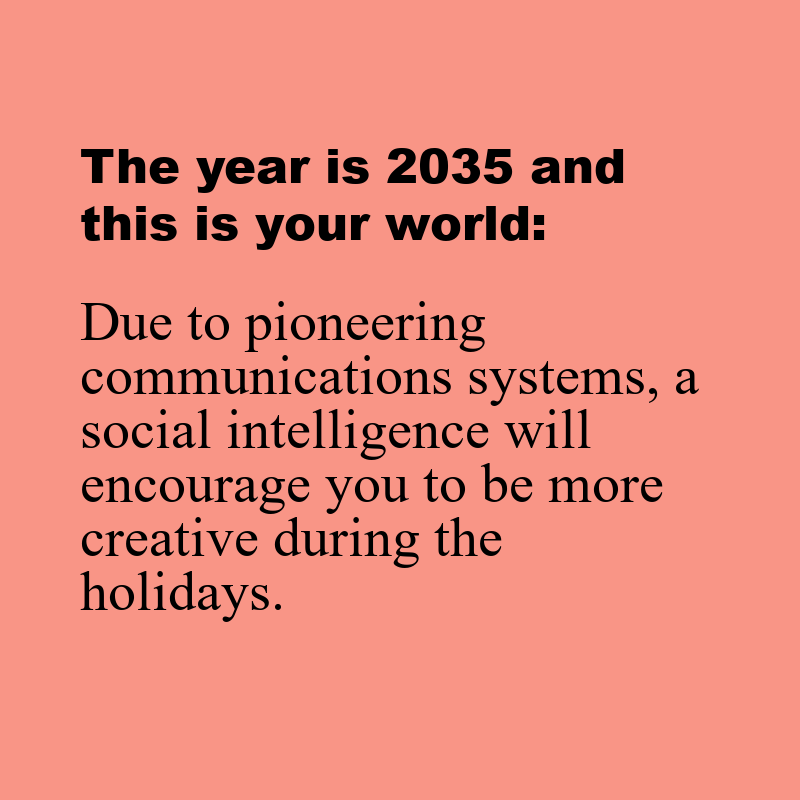 The year is 2035 and
this is your world:
Due to pioneering
communications systems, a
social intelligence will
encourage you to be more
creative during the
holidays.